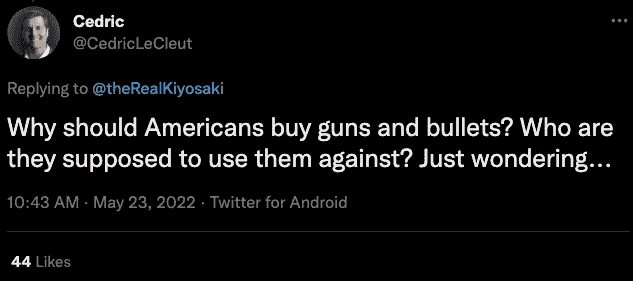 Cedric
@CedricLeCleut
Replying to @theRealKiyosaki
Why should Americans buy guns and bullets? Who are
they supposed to use them against? Just wondering...
10:43 AM · May 23, 2022 · Twitter for Android
44 Likes